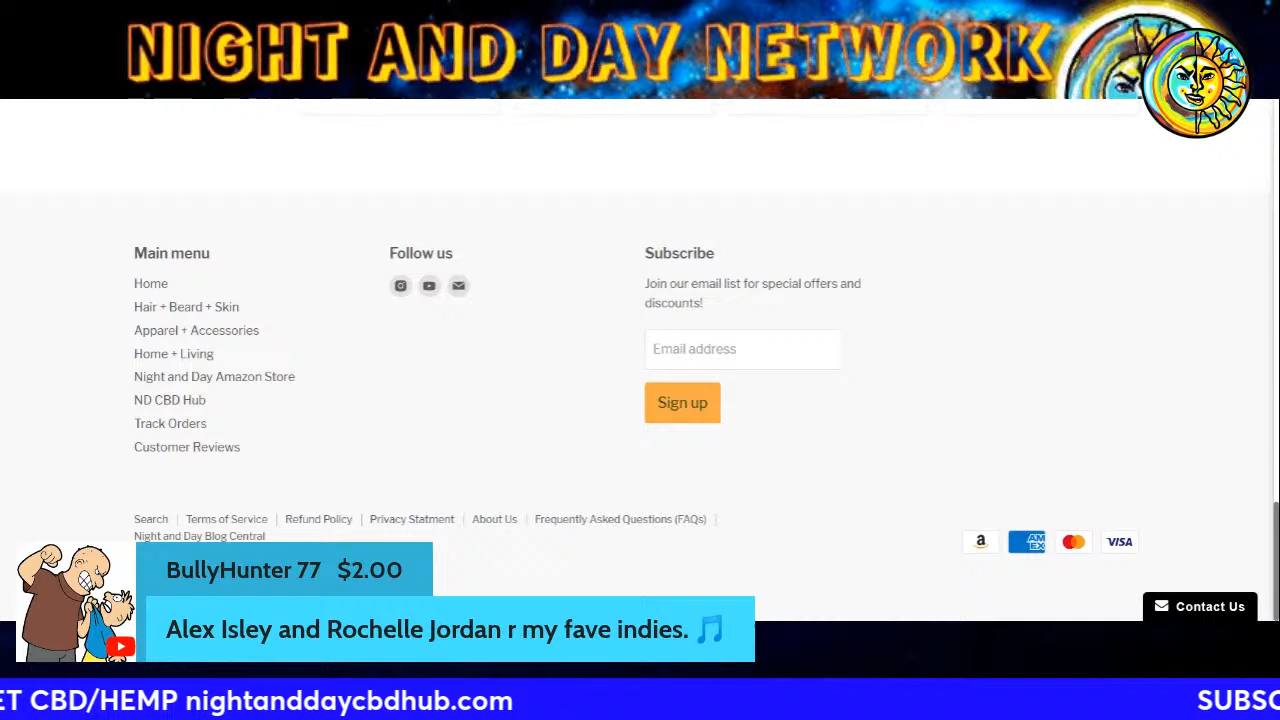 NIGHT AND DAY NETWORK
Main menu
Home
Hair + Beard + Skin
Apparel + Accessories
Home + Living
Night and Day Amazon Store
ND CBD Hub
Track Orders
Customer Reviews
Follow us
Subscribe
Join our email list for special offers and
discounts!
Email address
Sign up
Search | Terms of Service | Refund Policy | Privacy Statment | About Us | Frequently Asked Questions (FAQs) |
Night and Day Blog Central
a
AM
EX
VISA
Contact Us
BullyHunter 77 $2.00
Alex Isley and Rochelle Jordan r my fave indies. 🎵
ET CBD/HEMP nightanddaycbdhub.com
SUBSC